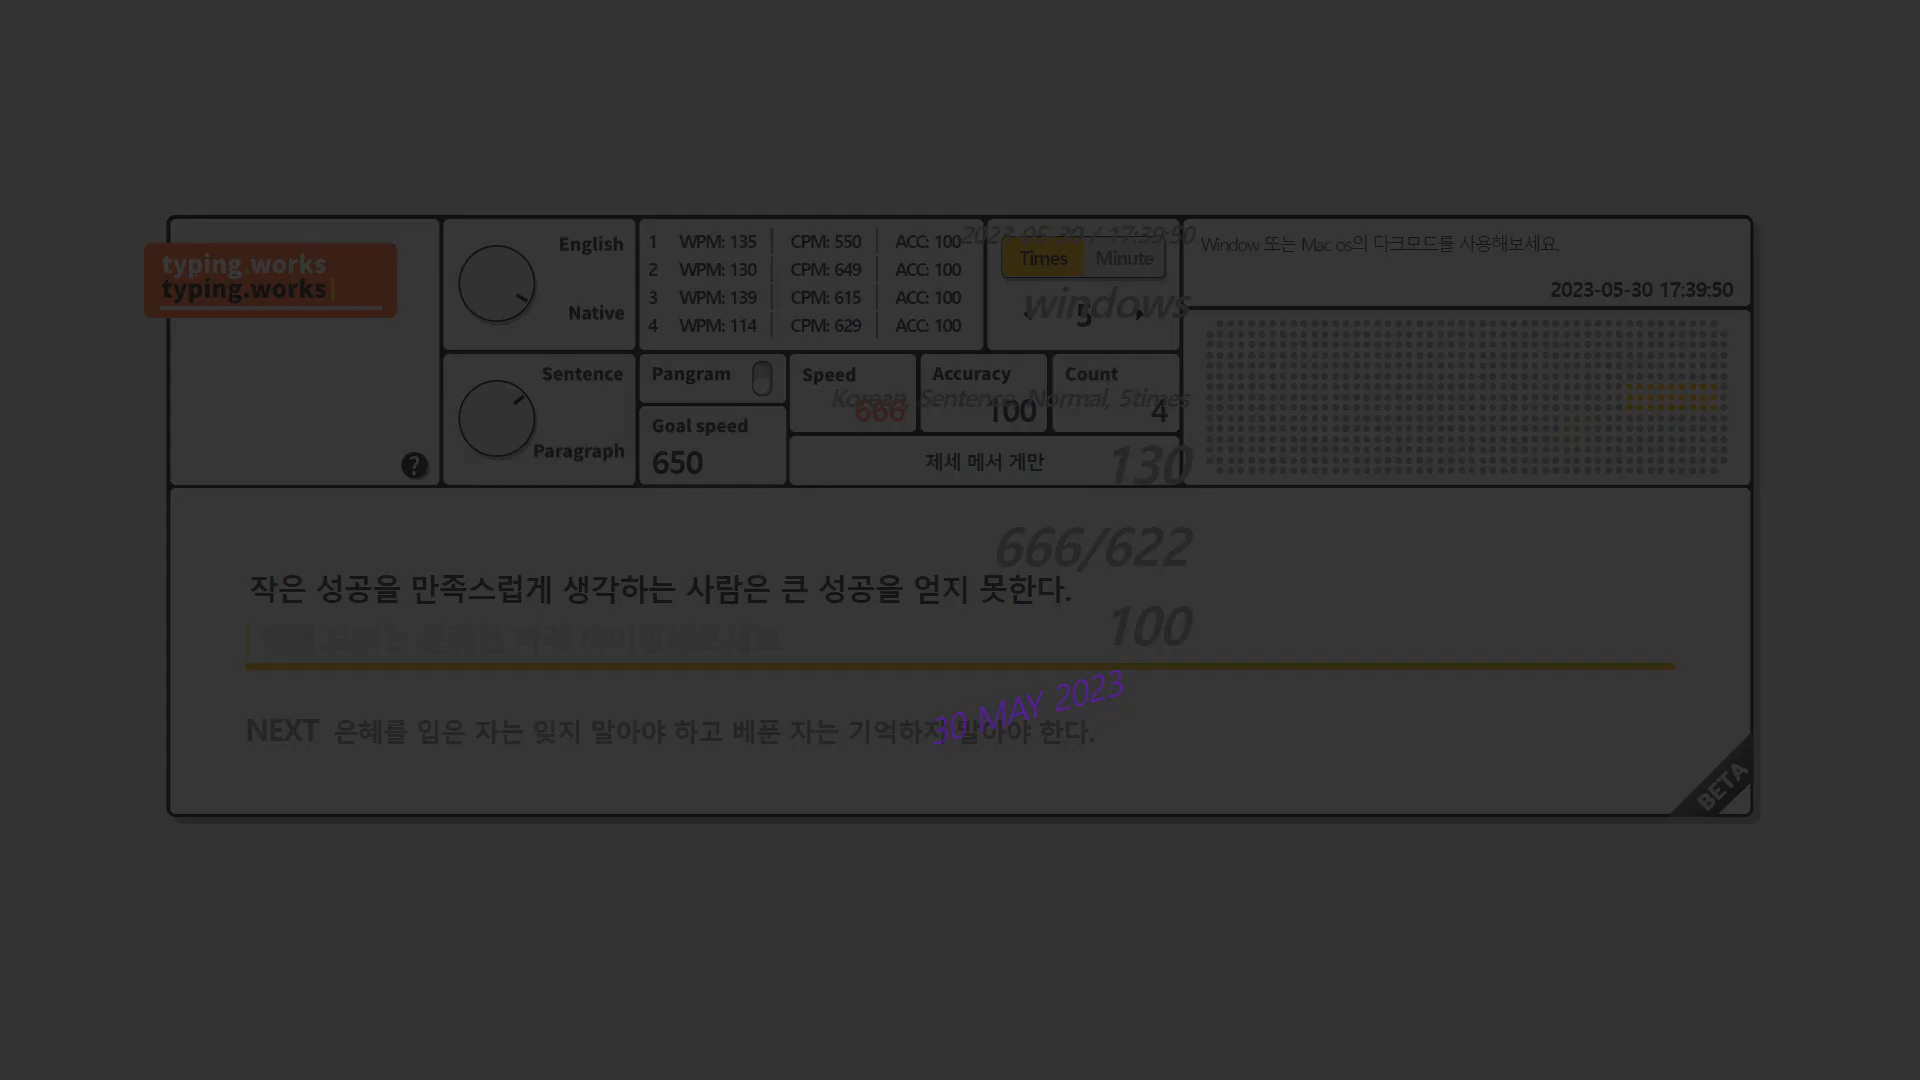 typing.works
typing.works
English
Native
1 WPM: 135 CPM: 550 ACC: 100
2 WPM: 130 CPM: 649 ACC: 100
3 WPM: 139 CPM: 615 ACC: 100
4 WPM: 114 CPM: 629 ACC: 100
2023-05-30 / 17:39:50
Times Minute
windows
5
Window 또는 Mac os의 다크모드를 사용해보세요.
2023-05-30 17:39:50
?
Sentence
Paragraph
Pangram
Goal speed
650
Speed
666
Accuracy
100
Count
4
Korean, Sentence, Normal, 5times
제세 메서 게만
130
666/622
100
작은 성공을 만족스럽게 생각하는 사람은 큰 성공을 얻지 못한다.
30 MAY 2023
NEXT 은혜를 입은 자는 잊지 말아야 하고 베푼 자는 기억하지 말아야 한다.
BETA